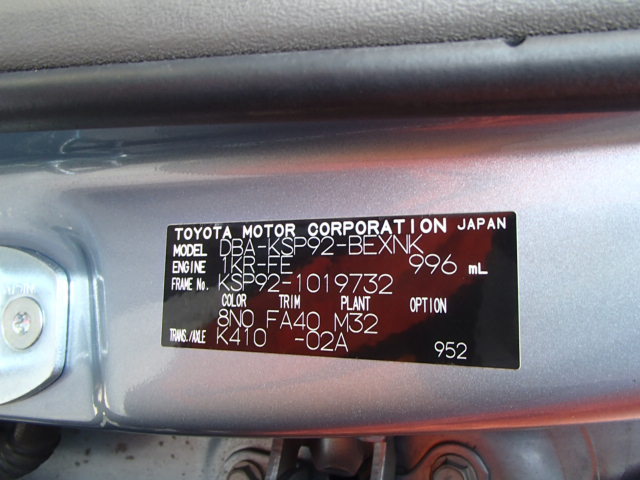 TOYOTA MOTOR CORPORATION JAPAN
MODEL DBA-KSP92-BEXNK
ENGINE 1KR-FE 996 mL
FRAME No. KSP92-1019732
COLOR TRIM PLANT OPTION
8N0 FA40 M32
TRANS./AXLE K410 -02A
952